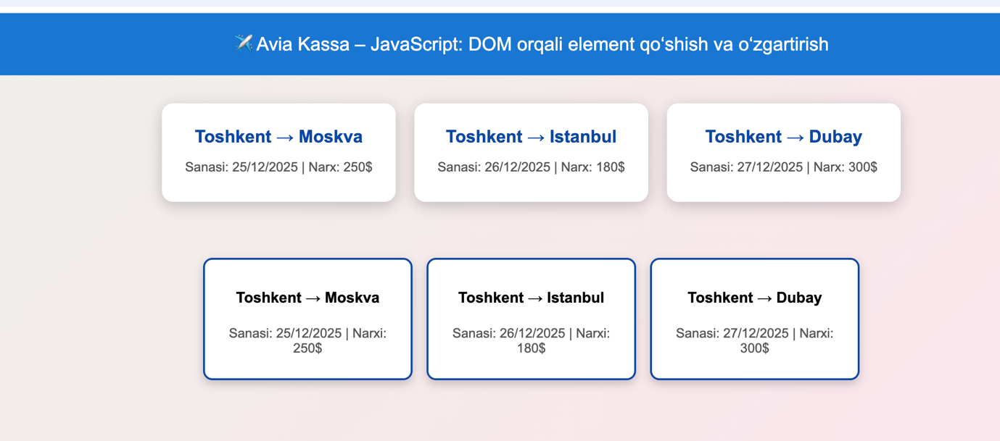 ✈️ Avia Kassa – JavaScript: DOM orqali element qo‘shish va o‘zgartirish
Toshkent → Moskva
Sanasi: 25/12/2025 | Narx: 250$
Toshkent → Istanbul
Sanasi: 26/12/2025 | Narx: 180$
Toshkent → Dubay
Sanasi: 27/12/2025 | Narx: 300$
Toshkent → Moskva
Sanasi: 25/12/2025 | Narxi:
250$
Toshkent → Istanbul
Sanasi: 26/12/2025 | Narxi:
180$
Toshkent → Dubay
Sanasi: 27/12/2025 | Narxi:
300$